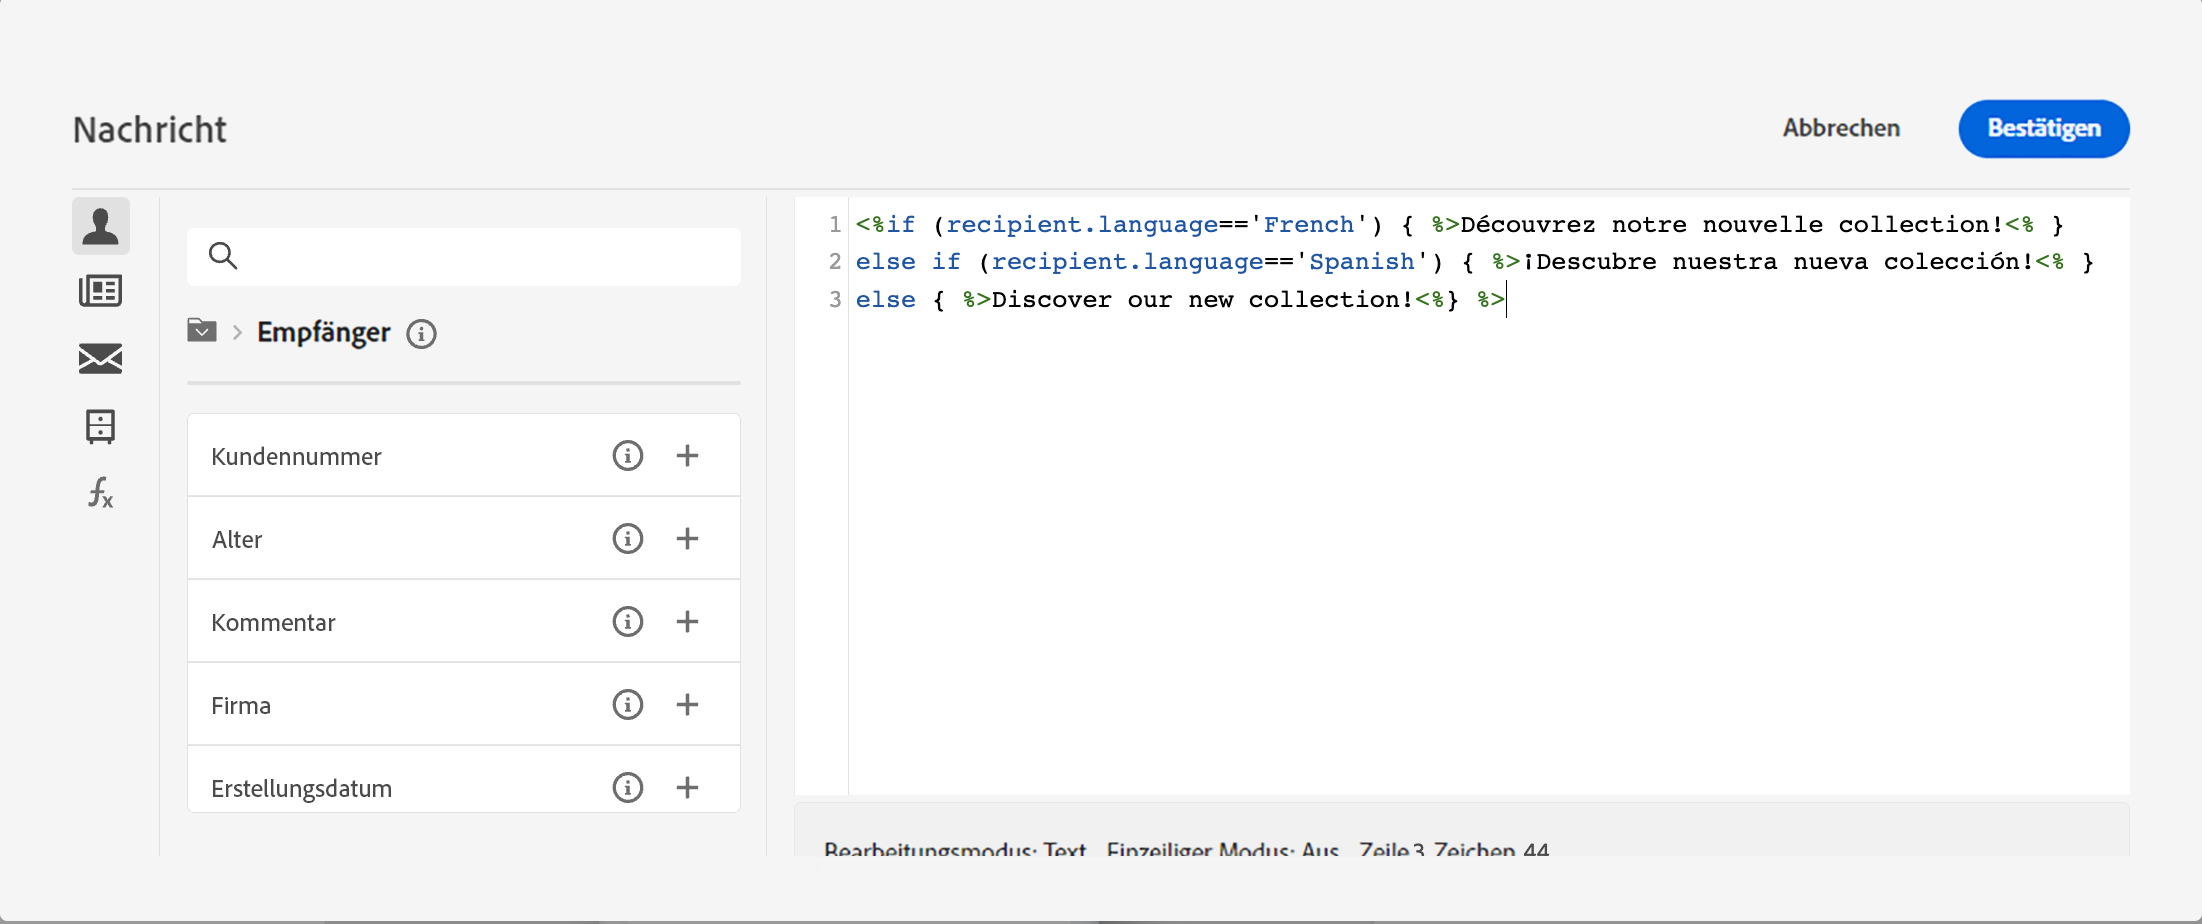 Nachricht
Abbrechen
Bestätigen
Empfänger
Kundennummer
Alter
Kommentar
Firma
Erstellungsdatum
1 <%if (recipient.language=='French') { %>Découvrez notre nouvelle collection!<% }
2 else if (recipient.language=='Spanish') { %>¡Descubre nuestra nueva colección!<% }
3 else { %>Discover our new collection!<%} %>
Bearbeitungsmodus: Text Einzeiliger Modus: Aus Zeile 3 Zeichen 44